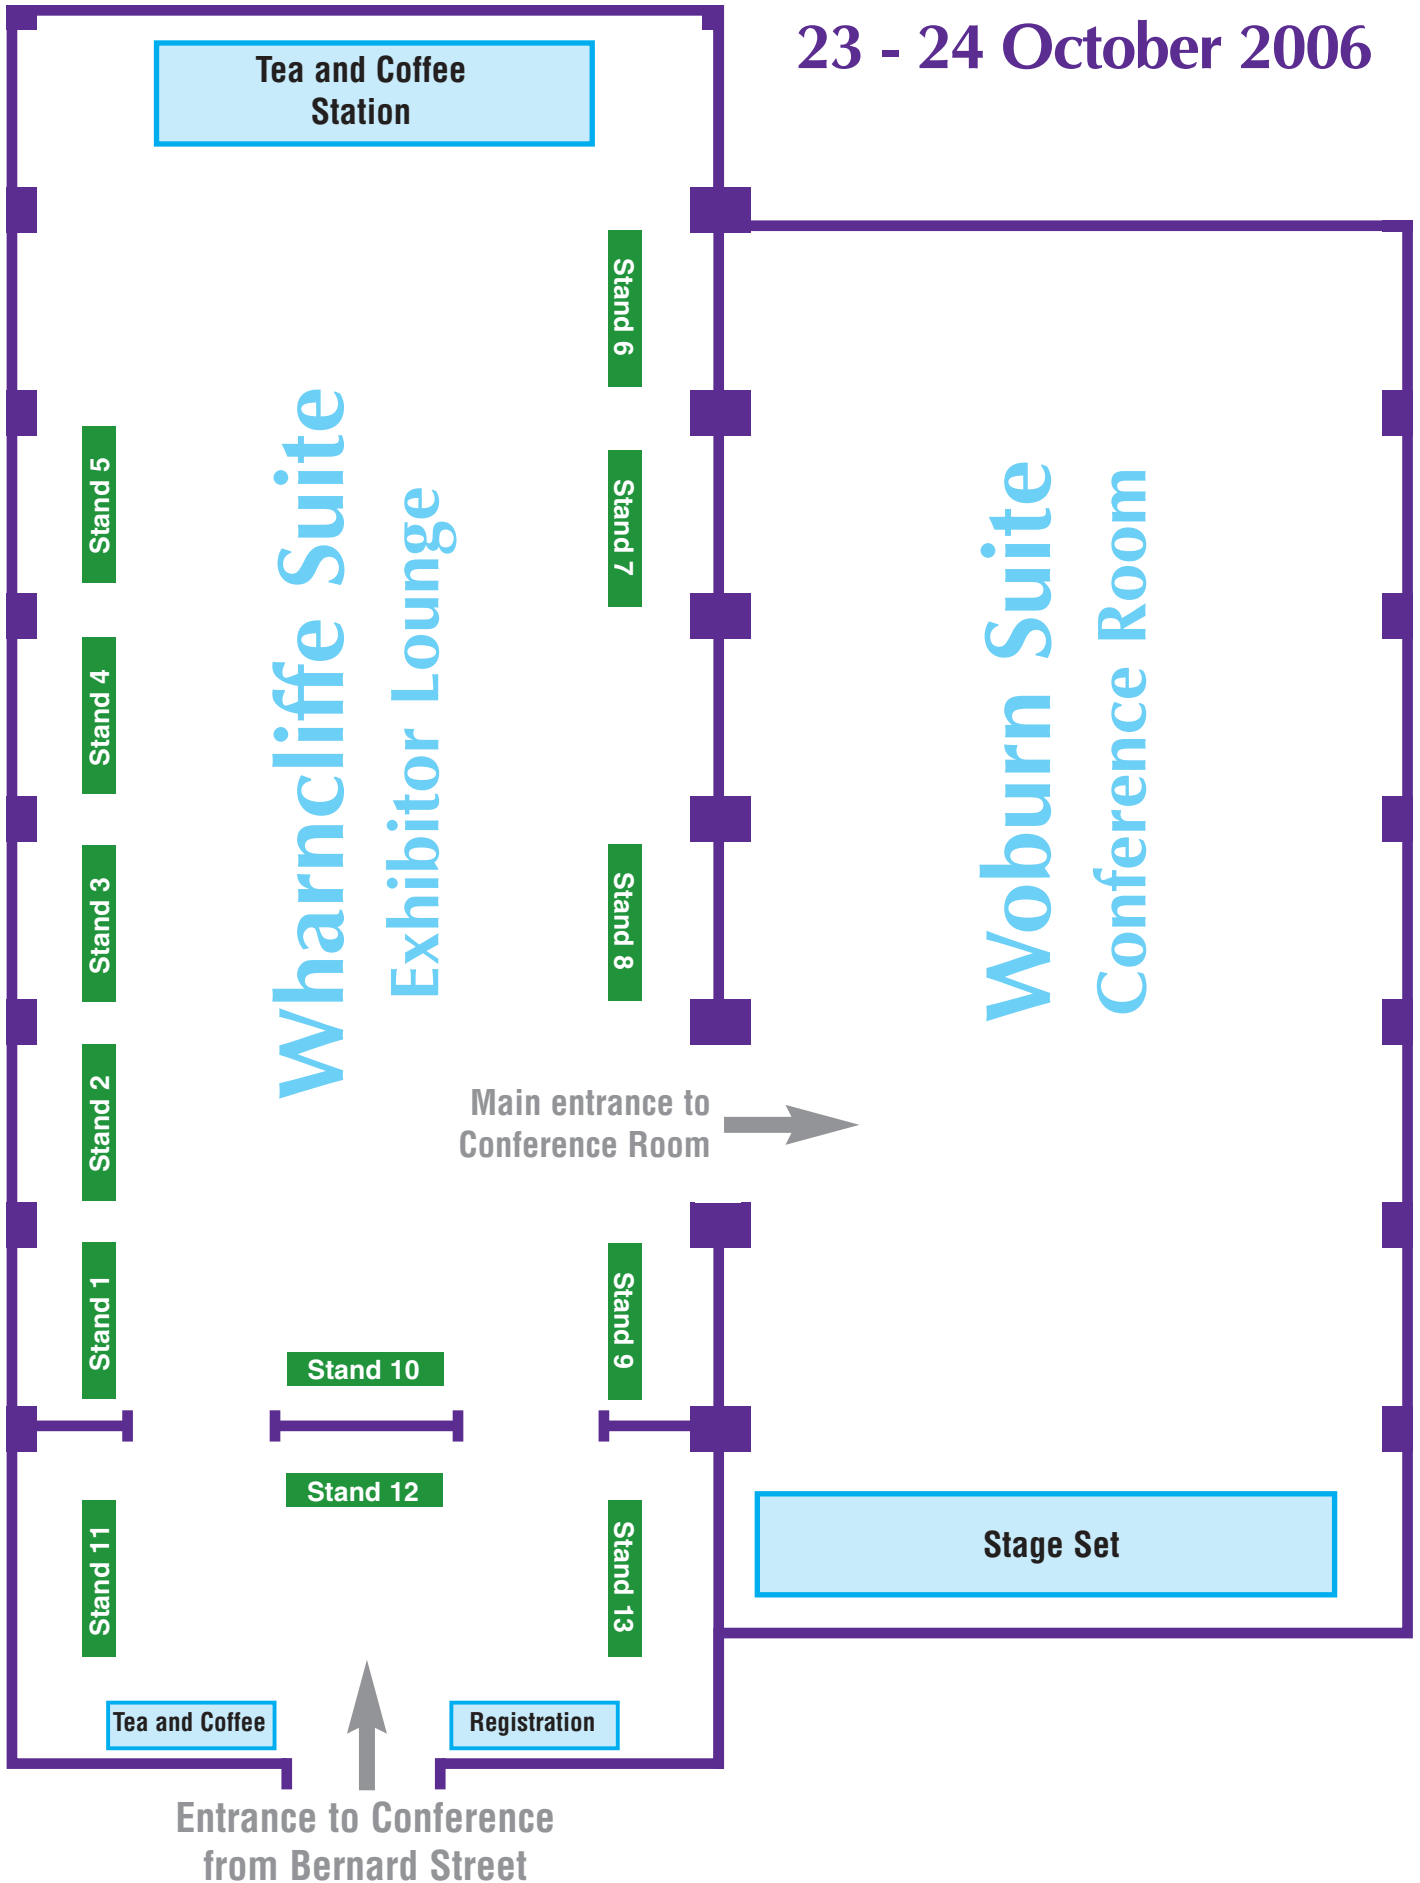 23 - 24 October 2006
Tea and Coffee
Station
Stand 6
Stand 5
Stand 7
Wharncliffe Suite
Exhibitor Lounge
Woburn Suite
Conference Room
Stand 4
Stand 3
Stand 8
Stand 2
Main entrance to
Conference Room
Stand 1
Stand 9
Stand 10
Stand 12
Stand 11
Stand 13
Stage Set
Tea and Coffee
Registration
Entrance to Conference
from Bernard Street